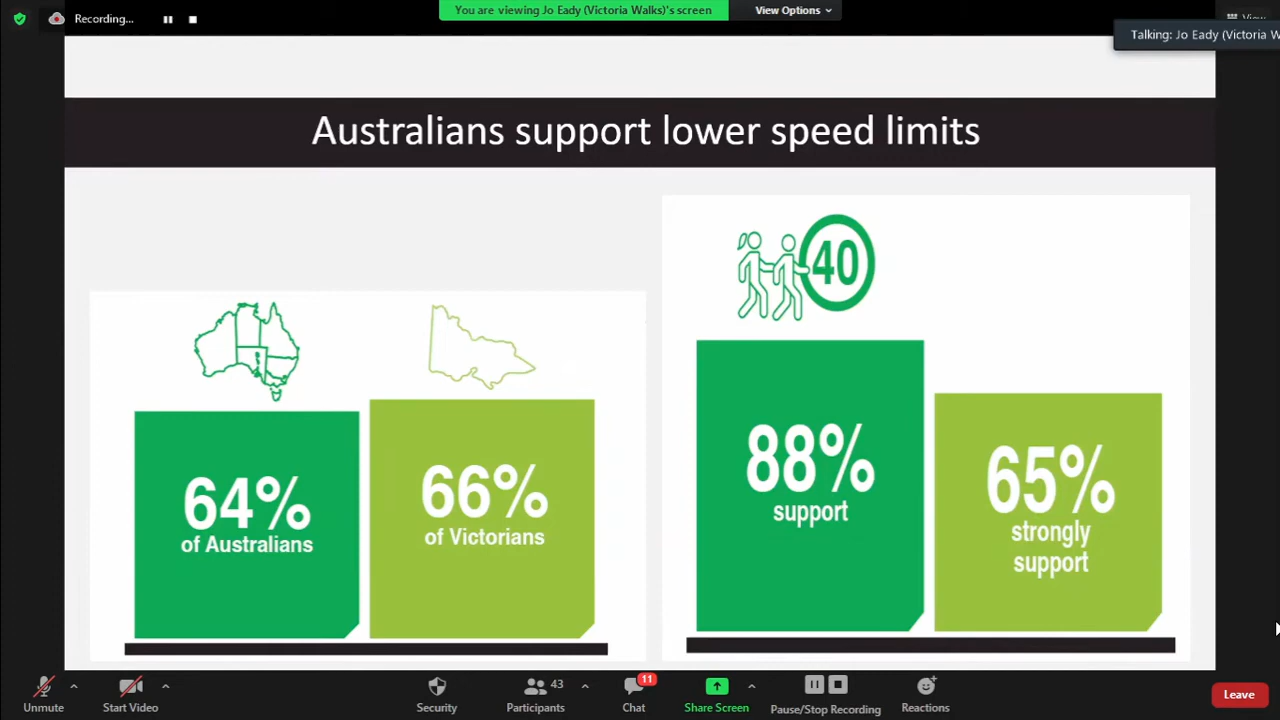 Recording...
You are viewing Jo Eady (Victoria Walks)'s screen
View Options
View
Talking: Jo Eady (Victoria W
Australians support lower speed limits
40
64%
of Australians
66%
of Victorians
88%
support
65%
strongly
support
Unmute
Start Video
Security
43
Participants
11
Chat
Share Screen
Pause/Stop Recording
Reactions
Leave